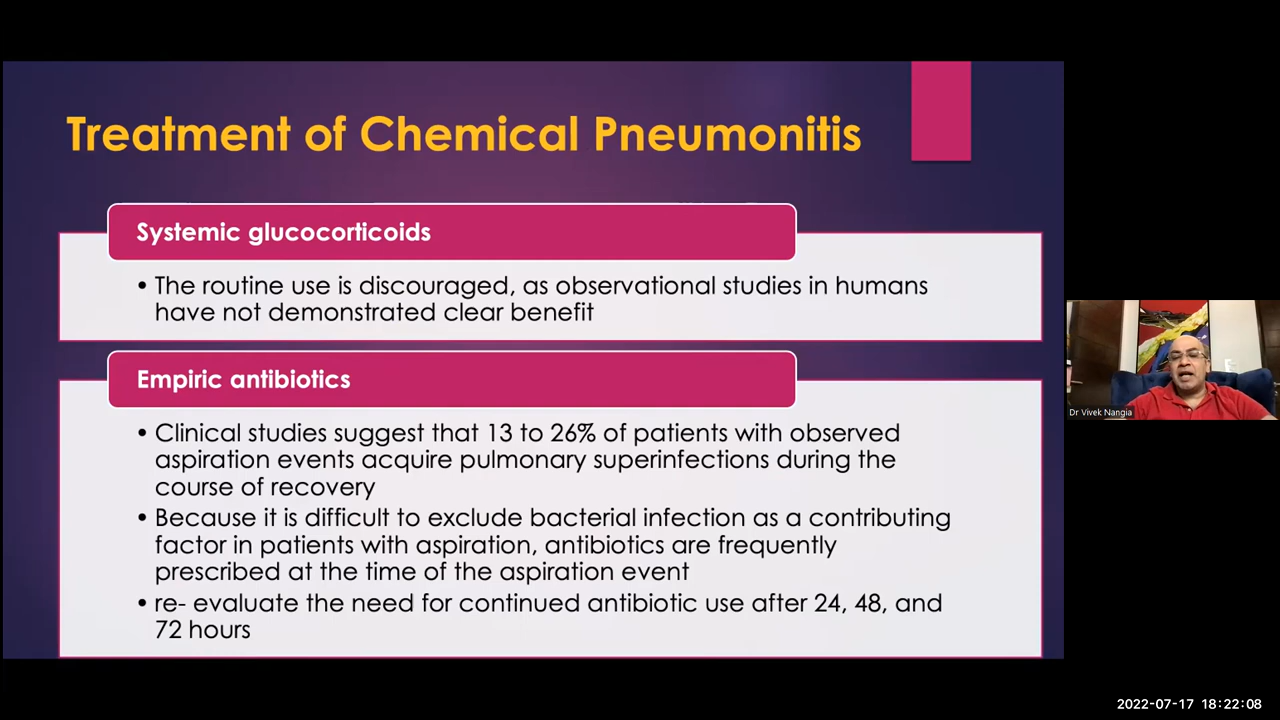 Treatment of Chemical Pneumonitis
Systemic glucocorticoids
• The routine use is discouraged, as observational studies in humans
have not demonstrated clear benefit
Empiric antibiotics
• Clinical studies suggest that 13 to 26% of patients with observed
aspiration events acquire pulmonary superinfections during the
course of recovery
• Because it is difficult to exclude bacterial infection as a contributing
factor in patients with aspiration, antibiotics are frequently
prescribed at the time of the aspiration event
• re- evaluate the need for continued antibiotic use after 24, 48, and
72 hours
Dr Vivek Nangia
2022-07-17 18:22:08